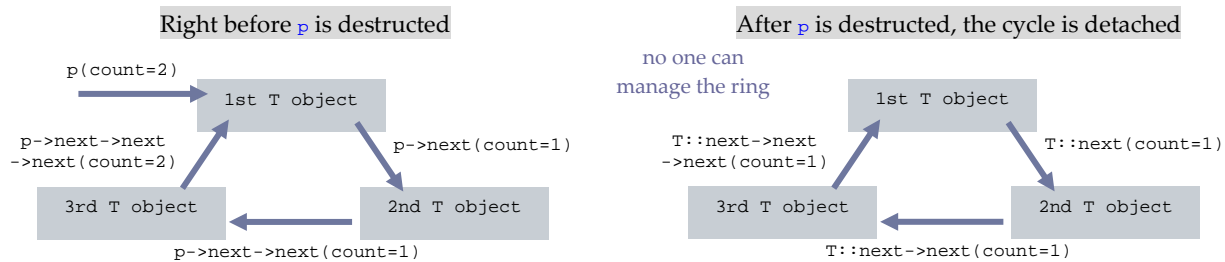 Right before p is destructed
p(count=2)
1st T object
p->next->next
->next(count=2)
p->next(count=1)
3rd T object
2nd T object
p->next->next(count=1)
After p is destructed, the cycle is detached
no one can
manage the ring
1st T object
T::next->next
->next(count=1)
T::next(count=1)
3rd T object
2nd T object
T::next->next(count=1)